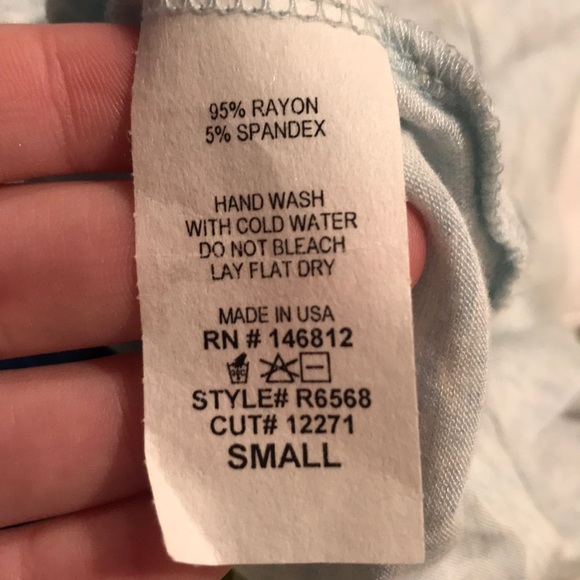 95% RAYON
5% SPANDEX
HAND WASH
WITH COLD WATER
DO NOT BLEACH
LAY FLAT DRY
MADE IN USA
RN # 146812
STYLE# R6568
CUT# 12271
SMALL